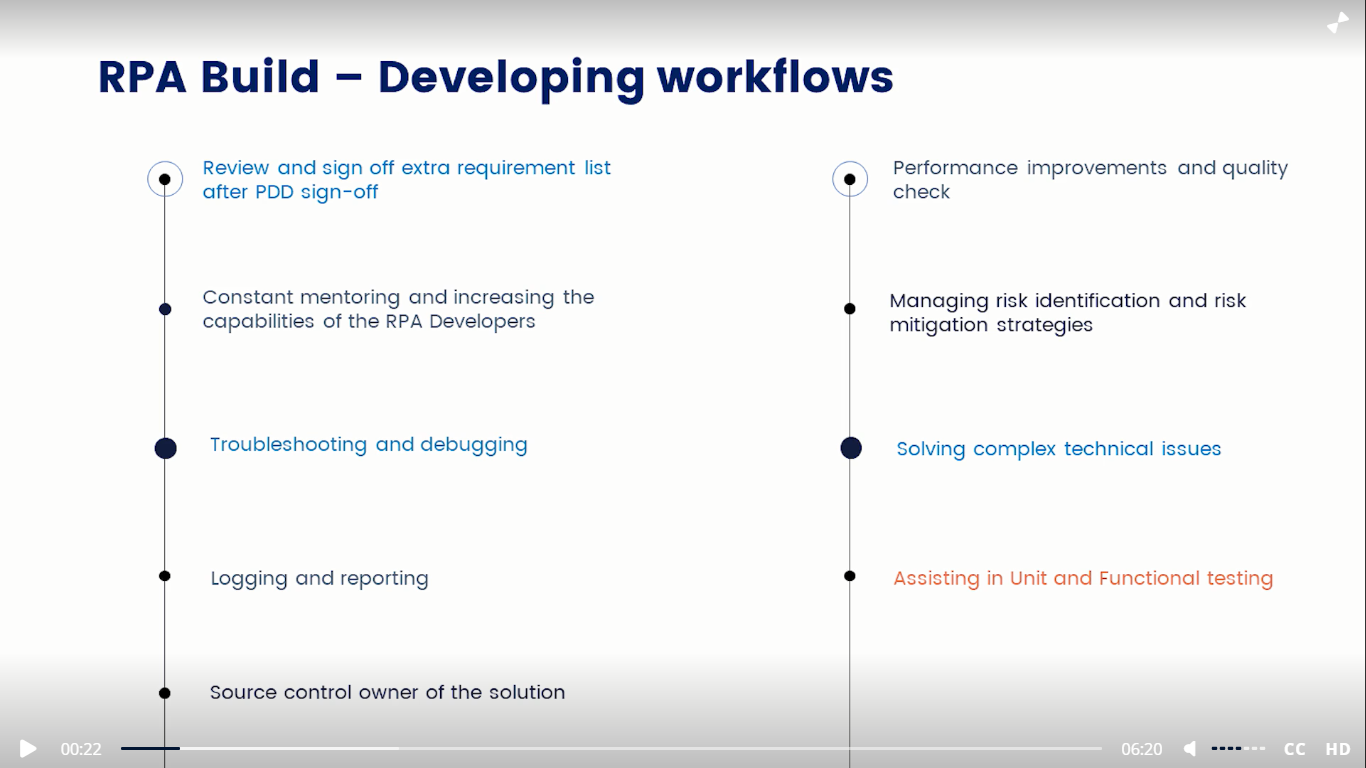 RPA Build – Developing workflows
Review and sign off extra requirement list
after PDD sign-off
Constant mentoring and increasing the
capabilities of the RPA Developers
Troubleshooting and debugging
Logging and reporting
Source control owner of the solution
Performance improvements and quality
check
Managing risk identification and risk
mitigation strategies
Solving complex technical issues
Assisting in Unit and Functional testing
00:22
06:20
CC
HD